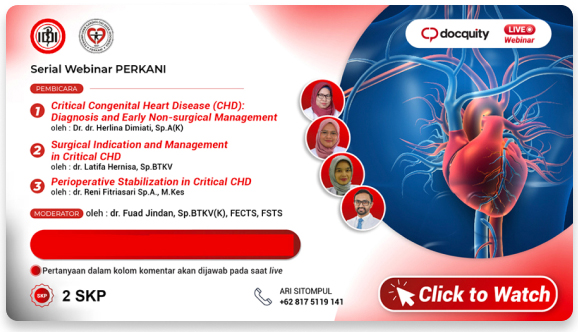 IDI
docquity
LIVE
Webinar
Serial Webinar PERKANI
PEMBICARA
1 Critical Congenital Heart Disease (CHD):
Diagnosis and Early Non-surgical Management
oleh : Dr. dr. Herlina Dimiati, Sp.A(K)
2 Surgical Indication and Management
in Critical CHD
oleh : dr. Latifa Hernisa, Sp.BTKV
3 Perioperative Stabilization in Critical CHD
oleh : dr. Reni Fitriasari Sp.A., M.Kes
MODERATOR oleh : dr. Fuad Jindan, Sp.BTKV(K), FECTS, FSTS
Pertanyaan dalam kolom komentar akan dijawab pada saat live
SKP 2 SKP
ARI SITOMPUL
+62 817 5119 141
Click to Watch